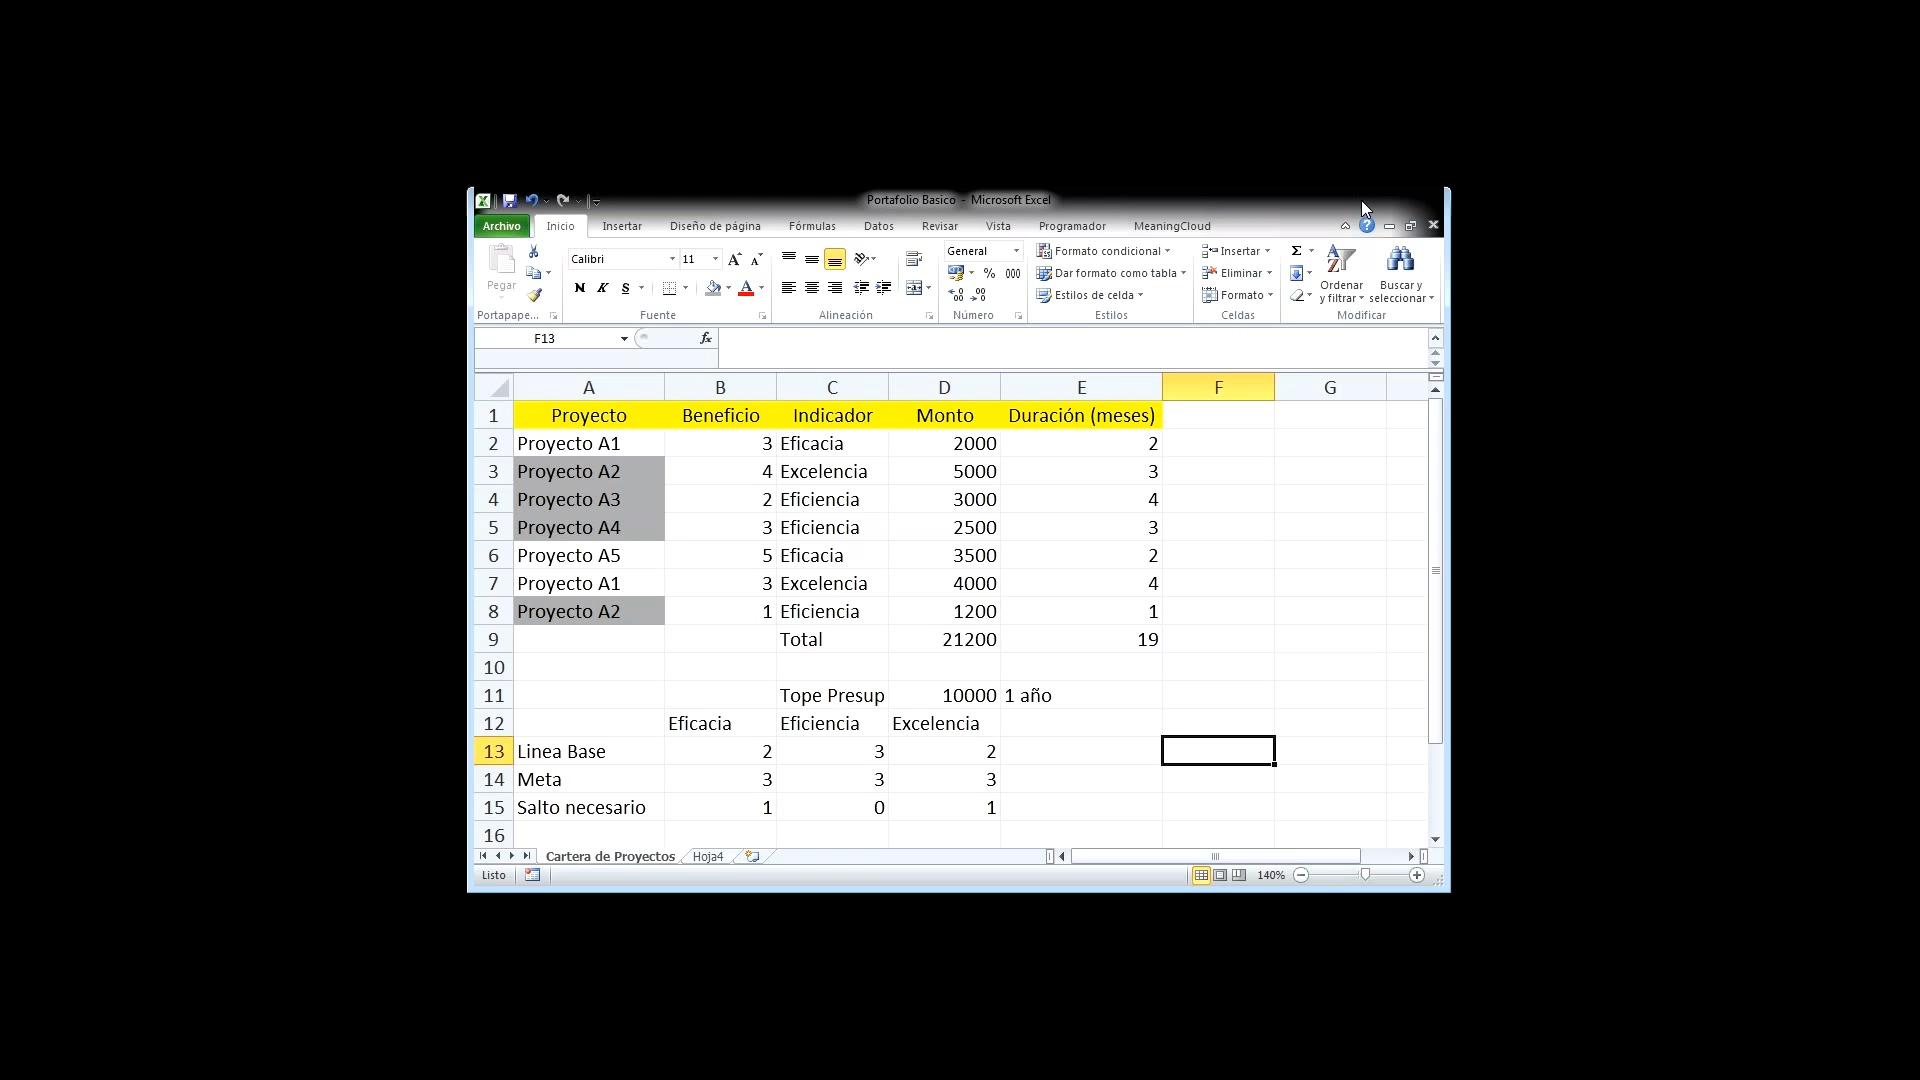 Portafolio Basico - Microsoft Excel
Archivo Inicio Insertar Diseño de página Fórmulas Datos Revisar Vista Programador MeaningCloud
Pegar
Calibri 11
N K S
General
% 000
Formato condicional
Dar formato como tabla
Estilos de celda
Insertar
Eliminar
Formato
Σ
Ordenar y filtrar
Buscar y seleccionar
Portapape... Fuente Alineación Número Estilos Celdas Modificar
F13 fx
A B C D E F G
1 Proyecto Beneficio Indicador Monto Duración (meses)
2 Proyecto A1 3 Eficacia 2000 2
3 Proyecto A2 4 Excelencia 5000 3
4 Proyecto A3 2 Eficiencia 3000 4
5 Proyecto A4 3 Eficiencia 2500 3
6 Proyecto A5 5 Eficacia 3500 2
7 Proyecto A1 3 Excelencia 4000 4
8 Proyecto A2 1 Eficiencia 1200 1
9 Total 21200 19
10
11 Tope Presup 10000 1 año
12 Eficacia Eficiencia Excelencia
13 Linea Base 2 3 2
14 Meta 3 3 3
15 Salto necesario 1 0 1
16
Cartera de Proyectos Hoja4
Listo 140%